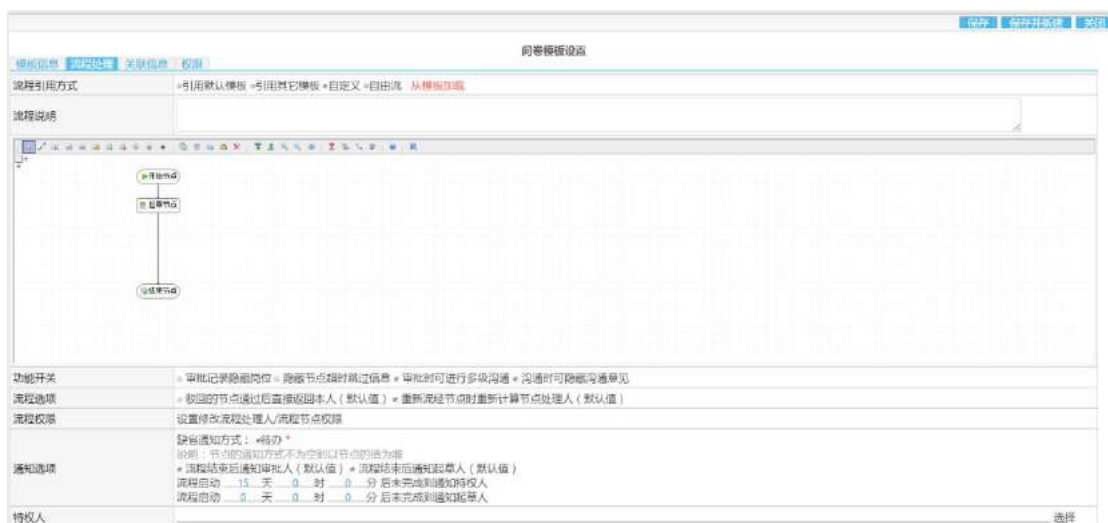 保存 保存并新建 关闭
问卷模板设置
模板信息 流程处理 关联信息 权限
流程引用方式 引用默认模板 引用其它模板 自定义 自由流 从模板加载
流程说明
开始节点
起草节点
结束节点
功能开关 审批记录隐藏岗位 隐藏节点超时跳过信息 审批时可进行多级沟通 沟通时可隐藏沟通意见
流程选项 驳回的节点通过后直接返回本人（默认值） 重新流经节点时重新计算节点处理人（默认值）
流程权限 设置修改流程处理人/流程节点权限
缺省通知方式： 待办 *
说明：节点的通知方式不为空则以节点的值为准
通知选项 流程结束后通知审批人（默认值） 流程结束后通知起草人（默认值）
流程启动 15 天 0 时 0 分 后未完成则通知特权人
流程启动 0 天 0 时 0 分 后未完成则通知起草人
特权人 选择